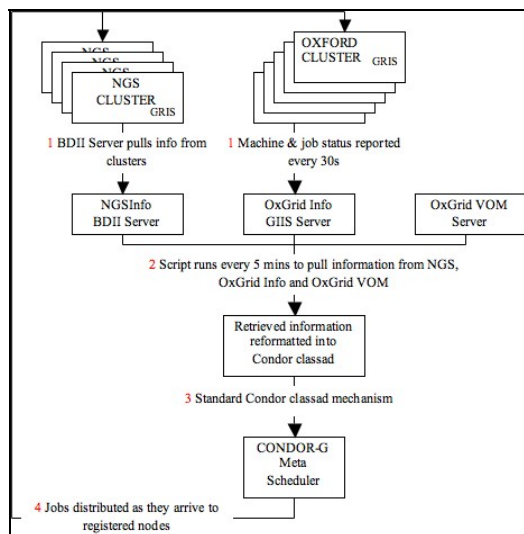 NGS
NGS
NGS
NGS
CLUSTER
GRIS
OXFORD
CLUSTER
GRIS
1 BDII Server pulls info from
clusters
1 Machine & job status reported
every 30s
NGSInfo
BDII Server
OxGrid Info
GIIS Server
OxGrid VOM
Server
2 Script runs every 5 mins to pull information from NGS,
OxGrid Info and OxGrid VOM
Retrieved information
reformatted into
Condor classad
3 Standard Condor classad mechanism
CONDOR-G
Meta
Scheduler
4 Jobs distributed as they arrive to
registered nodes